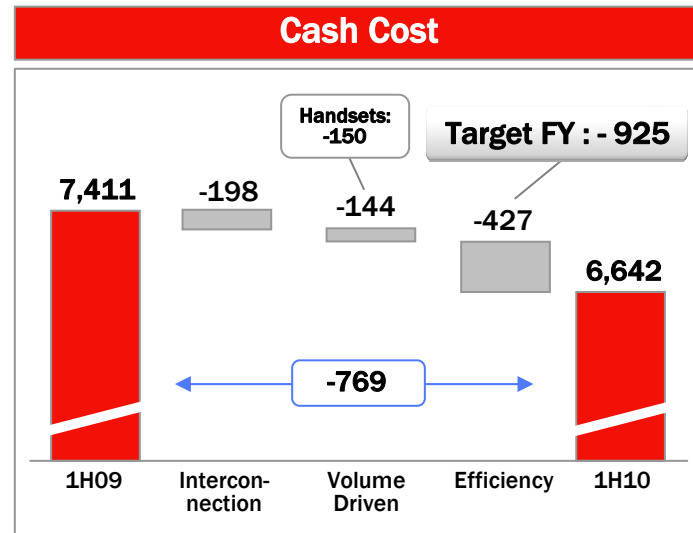 Cash Cost
Handsets:
-150
Target FY : - 925
7,411
-198
-144
-427
6,642
-769
1H09
Intercon-
nection
Volume
Driven
Efficiency
1H10